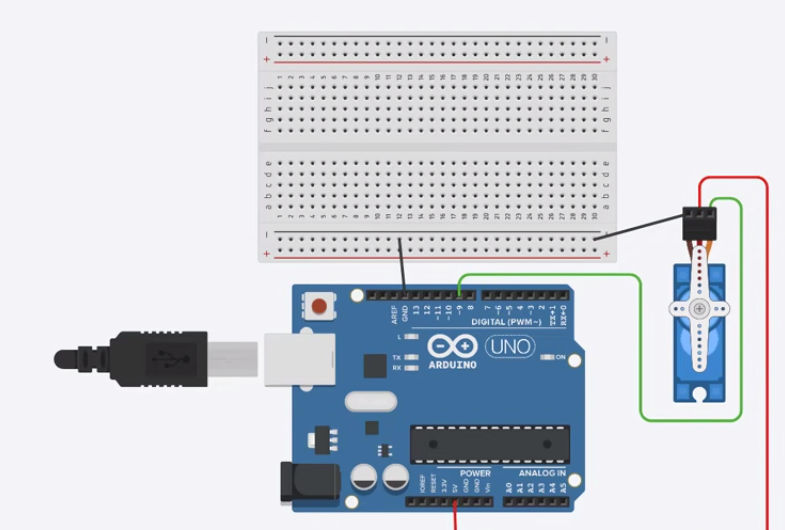 - -
+ +
1 2 3 4 5 6 7 8 9 10 11 12 13 14 15 16 17 18 19 20 21 22 23 24 25 26 27 28 29 30
j j
i i
h h
g g
f f
e e
d d
c c
b b
a a
1 2 3 4 5 6 7 8 9 10 11 12 13 14 15 16 17 18 19 20 21 22 23 24 25 26 27 28 29 30
- -
+ +
AREF GND 13 12 ~11 ~10 ~9 8 7 ~6 ~5 4 ~3 2 TX→1 RX←0
DIGITAL (PWM~)
L
TX
RX
UNO
ON
ARDUINO
POWER ANALOG IN
IOREF RESET 3.3V 5V GND GND Vin A0 A1 A2 A3 A4 A5